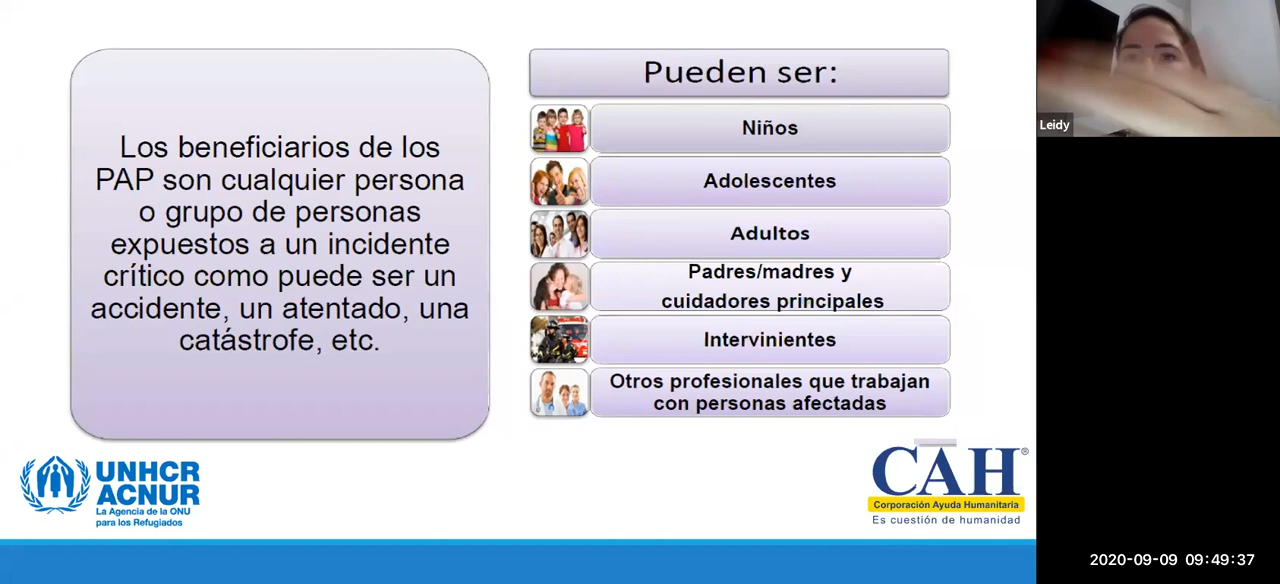 Los beneficiarios de los
PAP son cualquier persona
o grupo de personas
expuestos a un incidente
crítico como puede ser un
accidente, un atentado, una
catástrofe, etc.
Pueden ser:
Niños
Adolescentes
Adultos
Padres/madres y
cuidadores principales
Intervinientes
Otros profesionales que trabajan
con personas afectadas
UNHCR
ACNUR
La Agencia de la ONU
para los Refugiados
CAH®
Corporación Ayuda Humanitaria
Es cuestión de humanidad
Leidy
2020-09-09 09:49:37